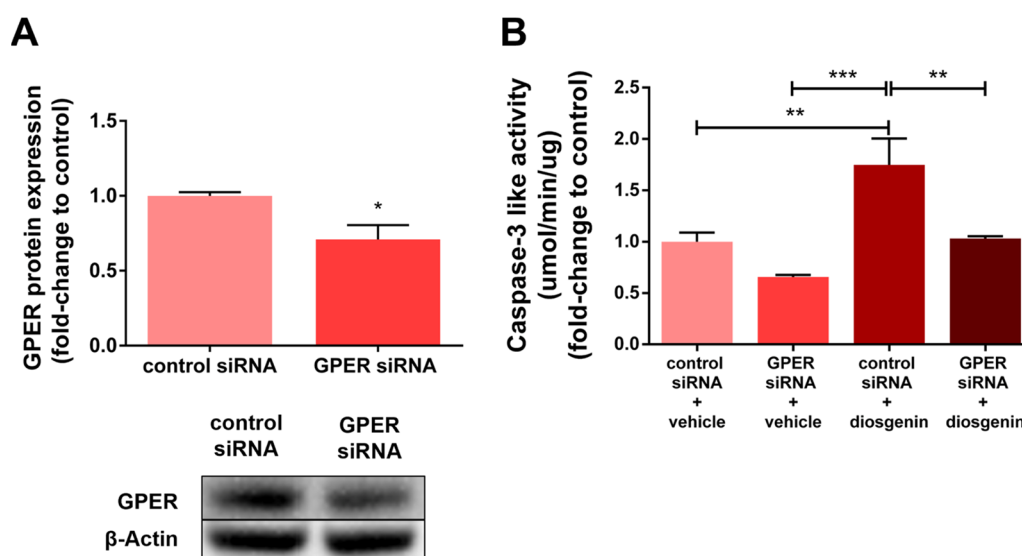 A
GPER protein expression
(fold-change to control)
1.5
1.0
0.5
0.0
*
control siRNA
GPER siRNA
control
siRNA
GPER
siRNA
GPER
β-Actin
B
Caspase-3 like activity
(umol/min/ug)
(fold-change to control)
2.5
2.0
1.5
1.0
0.5
0.0
***
**
**
control
siRNA
+
vehicle
GPER
siRNA
+
vehicle
control
siRNA
+
diosgenin
GPER
siRNA
+
diosgenin